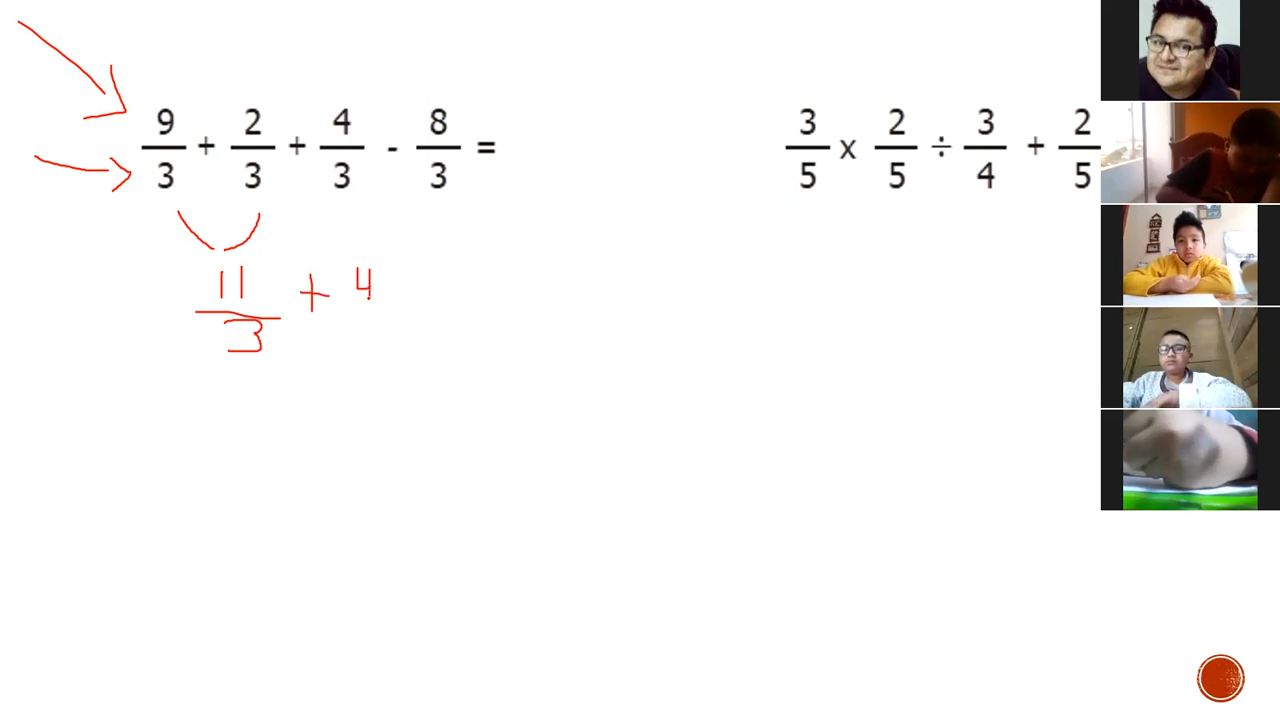 9/3 + 2/3 + 4/3 - 8/3 =
3/5 x 2/5 ÷ 3/4 + 2/5
11/3 + 4